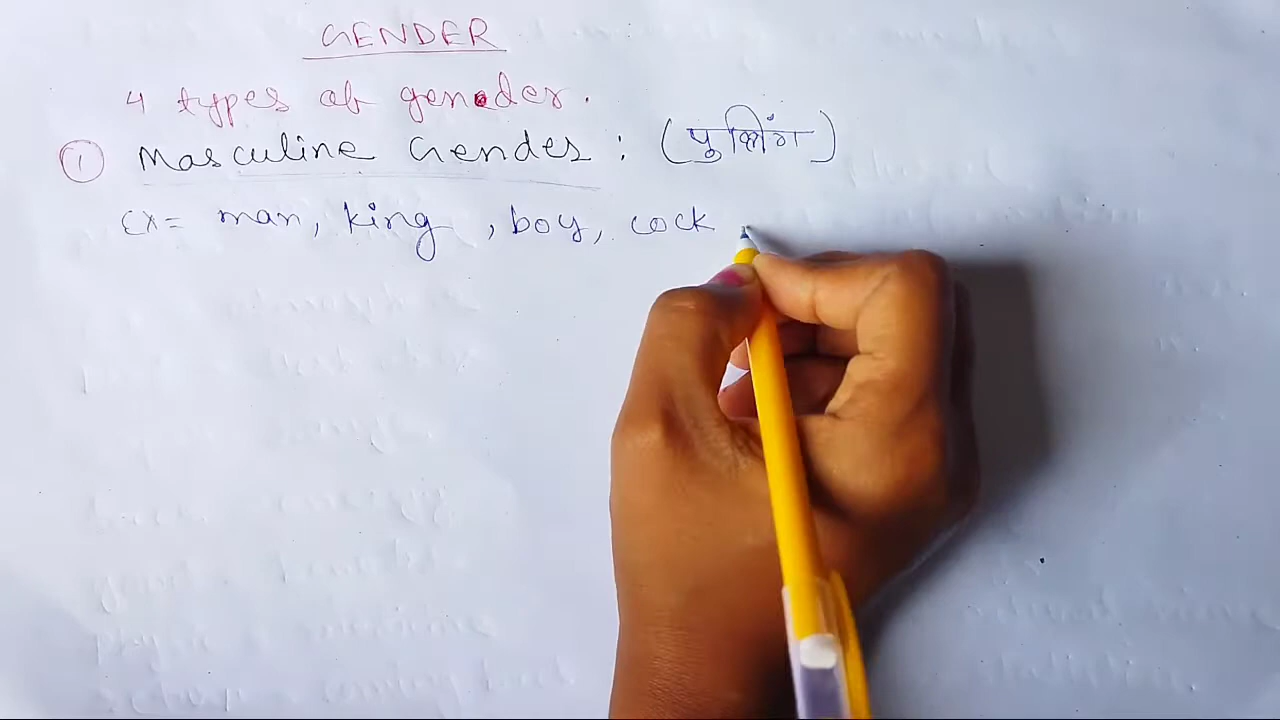 GENDER
4 types of gender.
① Masculine Gender : (पुल्लिंग)
Ex= man, king , boy, cock